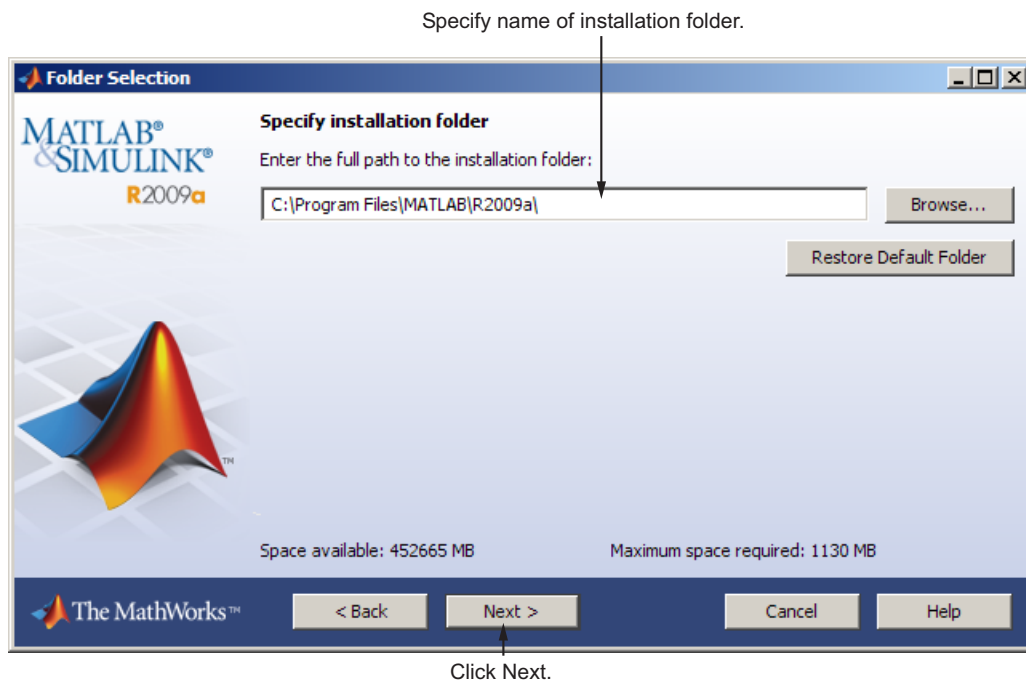 Specify name of installation folder.
Folder Selection
MATLAB®
&SIMULINK®
R2009a
Specify installation folder
Enter the full path to the installation folder:
C:\Program Files\MATLAB\R2009a\
Browse...
Restore Default Folder
TM
Space available: 452665 MB
Maximum space required: 1130 MB
The MathWorks™
< Back
Next >
Cancel
Help
Click Next.